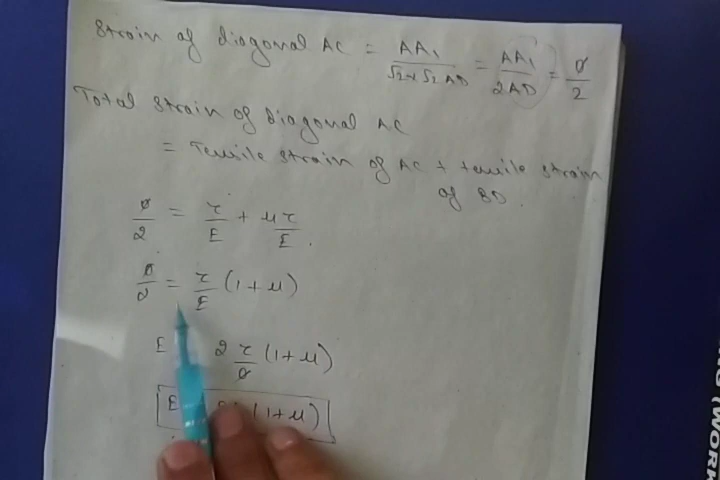 Strain of diagonal AC = AA₁/√2×√2 AD = AA₁/2AD = φ/2
Total strain of diagonal AC
= Tensile strain of AC + tensile strain
of BD.
φ/2 = τ/E + μτ/E.
φ/2 = τ/E (1+μ)
E 2 τ/φ (1+μ)
E (1+μ)